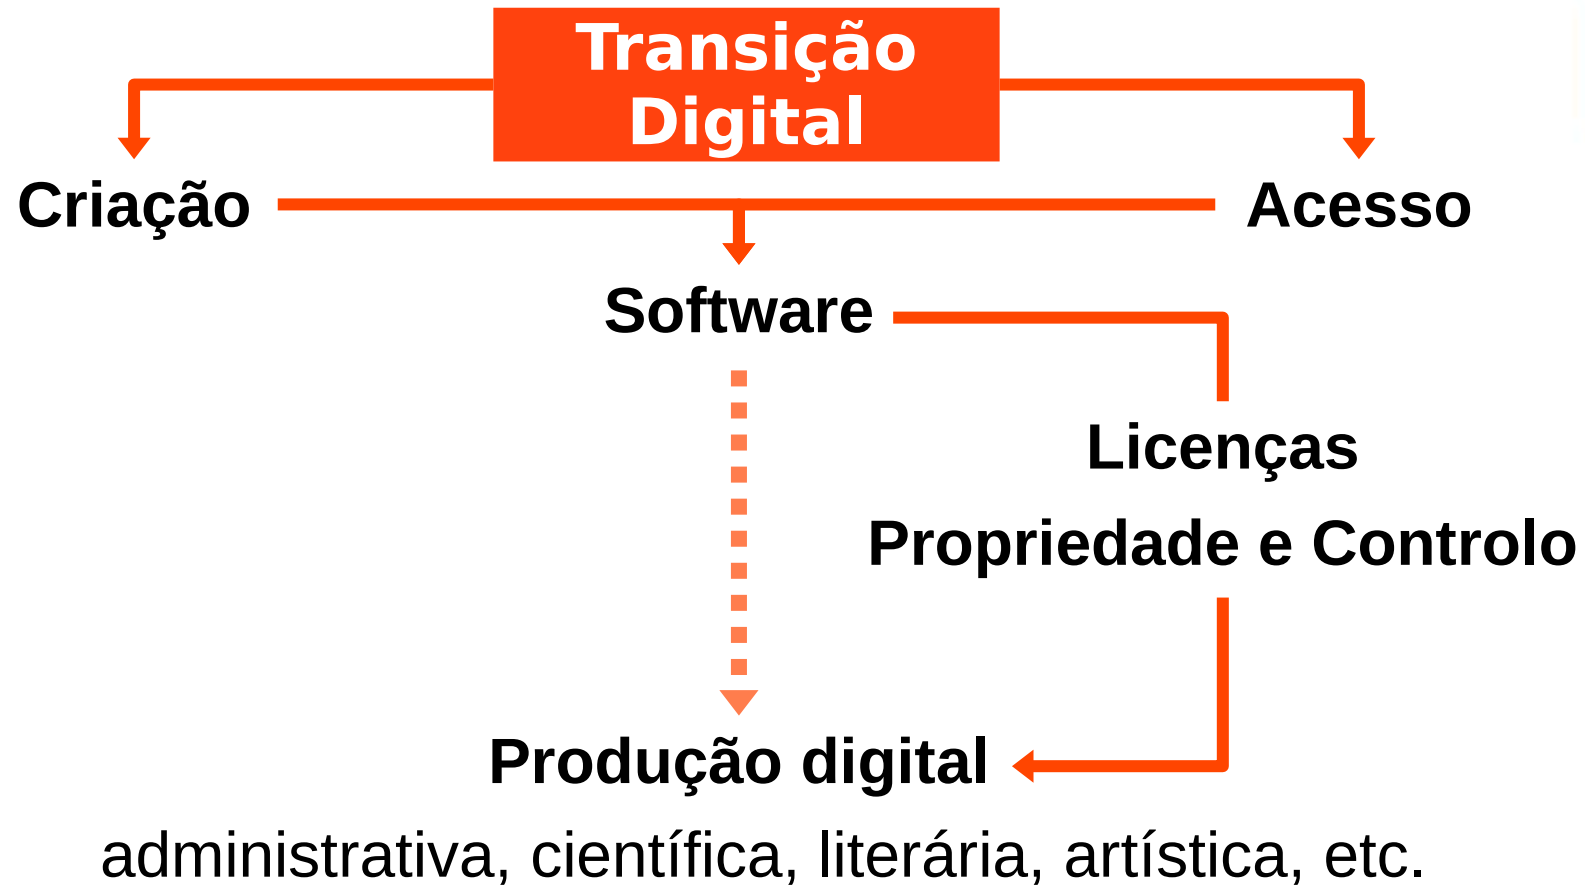 Transição
Digital
Criação
Acesso
Software
Licenças
Propriedade e Controlo
Produção digital
administrativa, científica, literária, artística, etc.